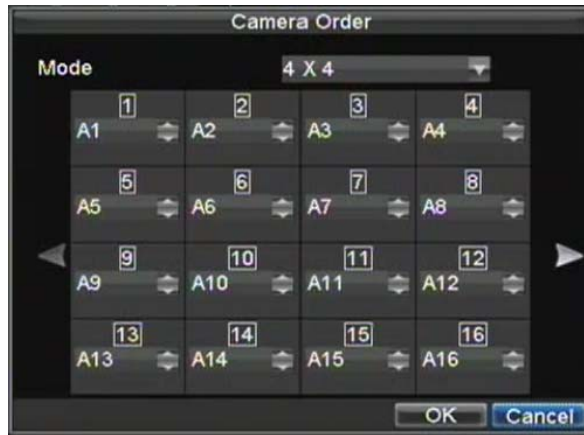 Camera Order
Mode 4 X 4
1 2 3 4
A1 A2 A3 A4
5 6 7 8
A5 A6 A7 A8
9 10 11 12
A9 A10 A11 A12
13 14 15 16
A13 A14 A15 A16
OK Cancel